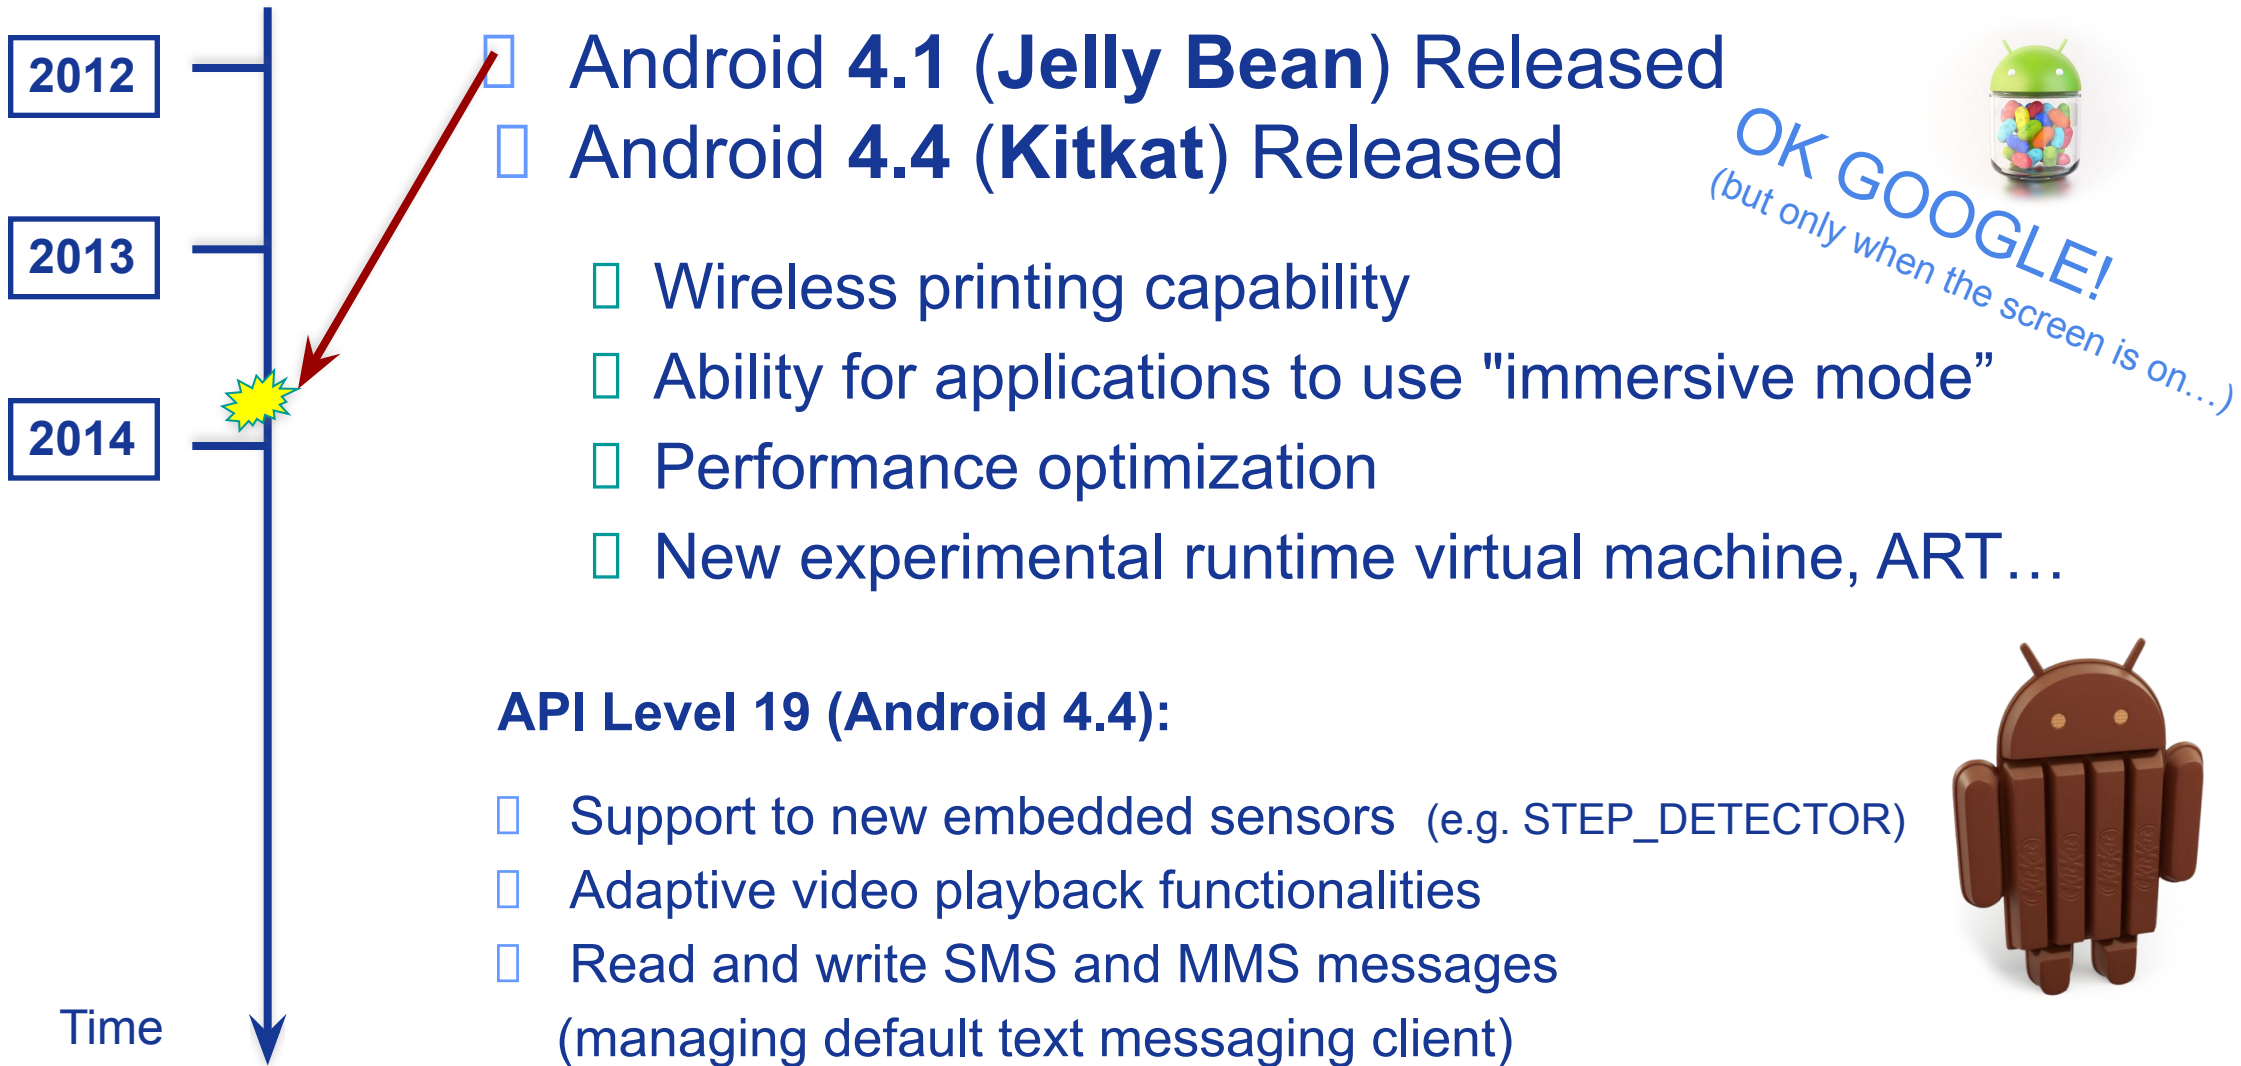 2012
Android 4.1 (Jelly Bean) Released
Android 4.4 (Kitkat) Released
OK GOOGLE!
(but only when the screen is on…)
2013
Wireless printing capability
Ability for applications to use "immersive mode”
2014
Performance optimization
New experimental runtime virtual machine, ART…
API Level 19 (Android 4.4):
Support to new embedded sensors (e.g. STEP_DETECTOR)
Adaptive video playback functionalities
Read and write SMS and MMS messages
(managing default text messaging client)
Time